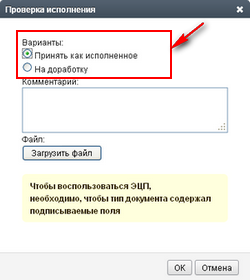 Проверка исполнения
Варианты:
Принять как исполненное
На доработку
Комментарий:
Файл:
Загрузить файл
Чтобы воспользоваться ЭЦП,
необходимо, чтобы тип документа содержал
подписываемые поля
OK
Отмена